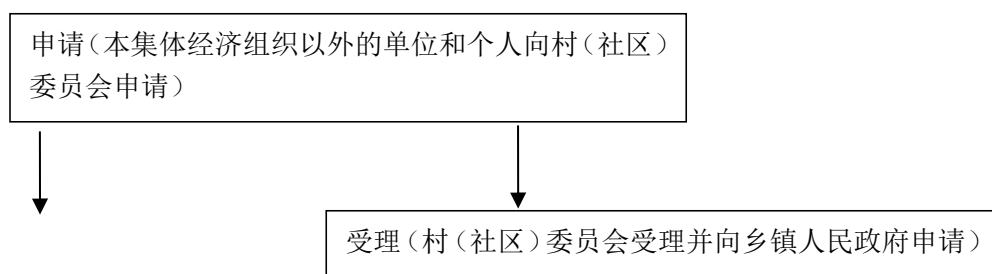 申请（本集体经济组织以外的单位和个人向村（社区）
委员会申请）
受理（村（社区）委员会受理并向乡镇人民政府申请）